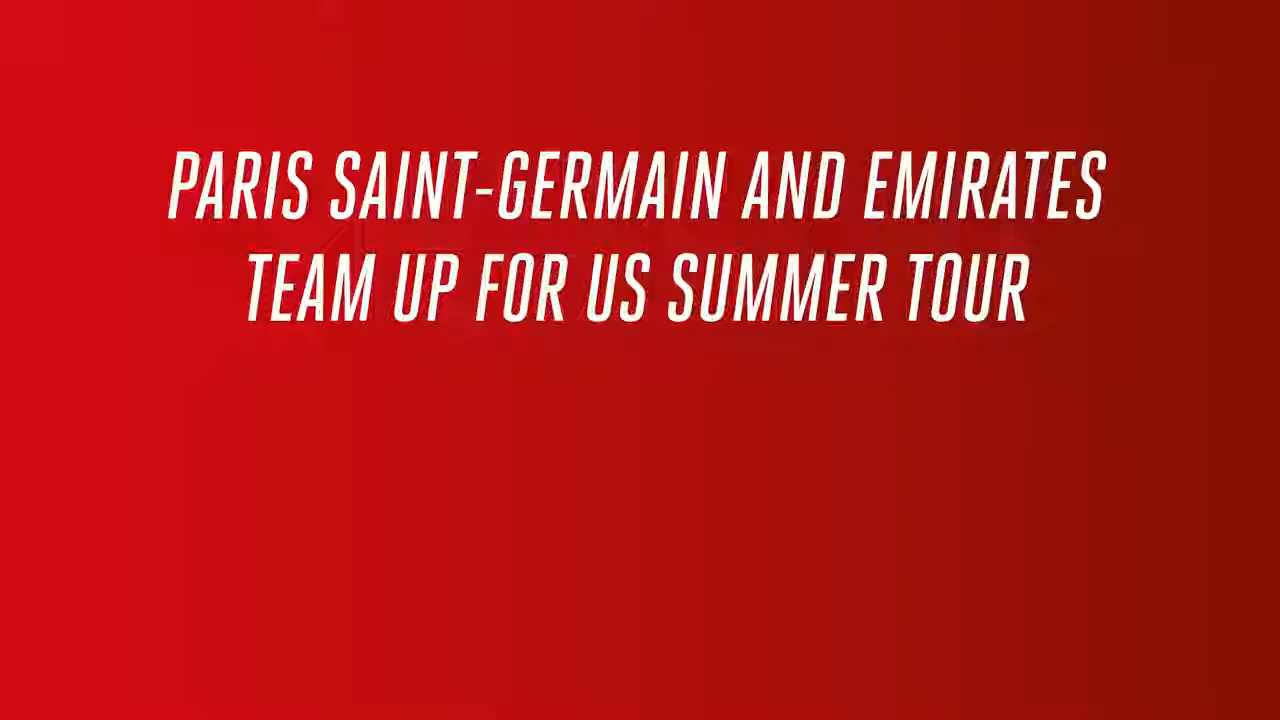 PARIS SAINT-GERMAIN AND EMIRATES
TEAM UP FOR US SUMMER TOUR